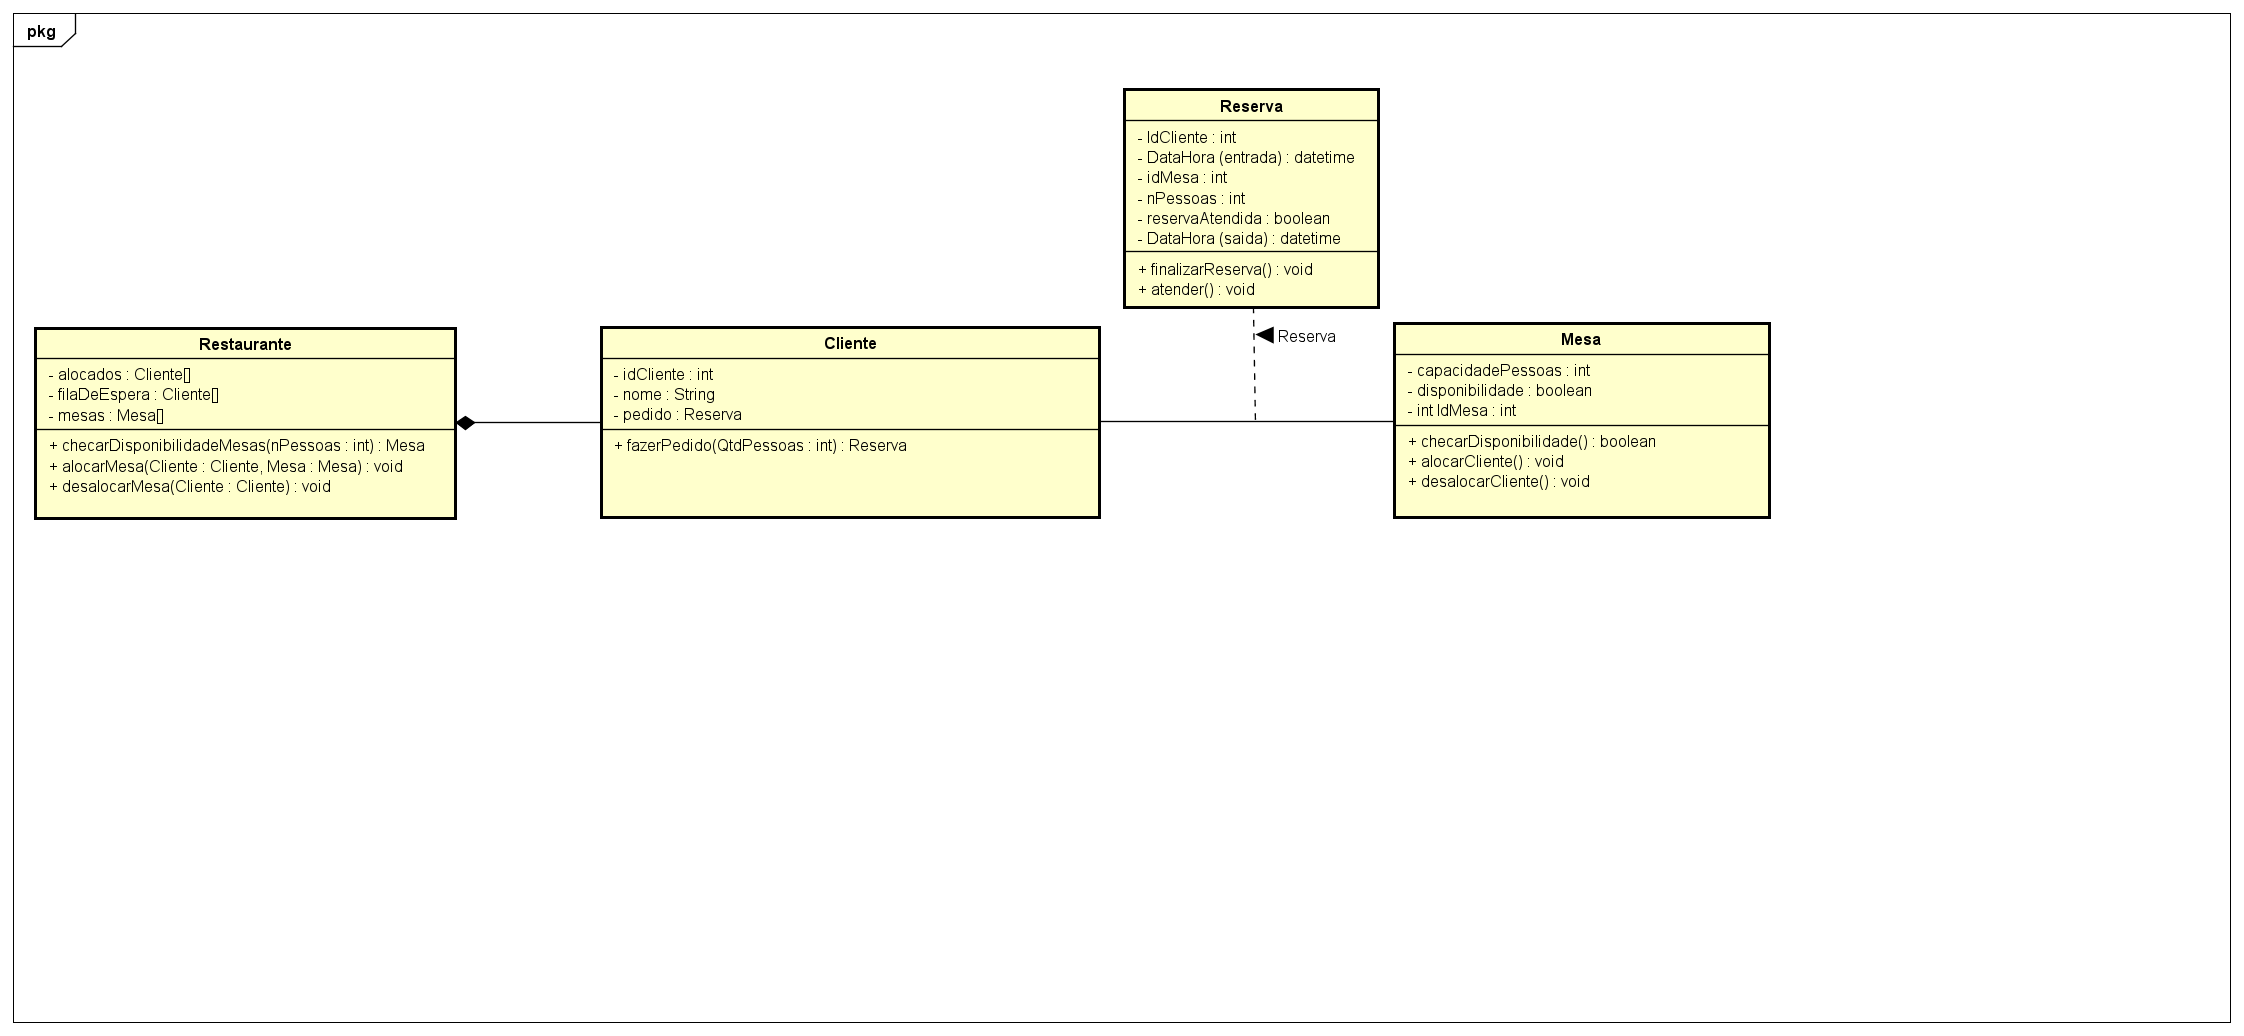 pkg
Reserva
- IdCliente : int
- DataHora (entrada) : datetime
- idMesa : int
- nPessoas : int
- reservaAtendida : boolean
- DataHora (saida) : datetime
+ finalizarReserva() : void
+ atender() : void
Reserva
Restaurante
- alocados : Cliente[]
- filaDeEspera : Cliente[]
- mesas : Mesa[]
+ checarDisponibilidadeMesas(nPessoas : int) : Mesa
+ alocarMesa(Cliente : Cliente, Mesa : Mesa) : void
+ desalocarMesa(Cliente : Cliente) : void
Cliente
- idCliente : int
- nome : String
- pedido : Reserva
+ fazerPedido(QtdPessoas : int) : Reserva
Mesa
- capacidadePessoas : int
- disponibilidade : boolean
- int IdMesa : int
+ checarDisponibilidade() : boolean
+ alocarCliente() : void
+ desalocarCliente() : void